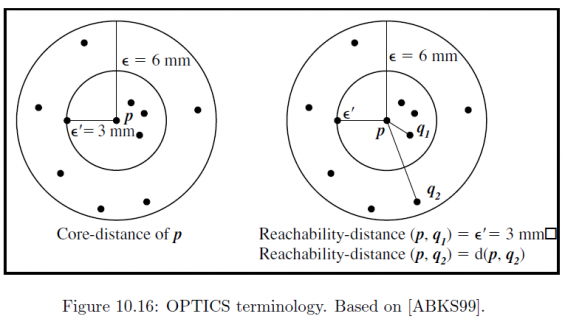 ϵ = 6 mm
p
ϵ′= 3 mm
Core-distance of p
ϵ = 6 mm
ϵ′
p
q₁
q₂
Reachability-distance (p, q₁) = ϵ′= 3 mm□
Reachability-distance (p, q₂) = d(p, q₂)
Figure 10.16: OPTICS terminology. Based on [ABKS99].